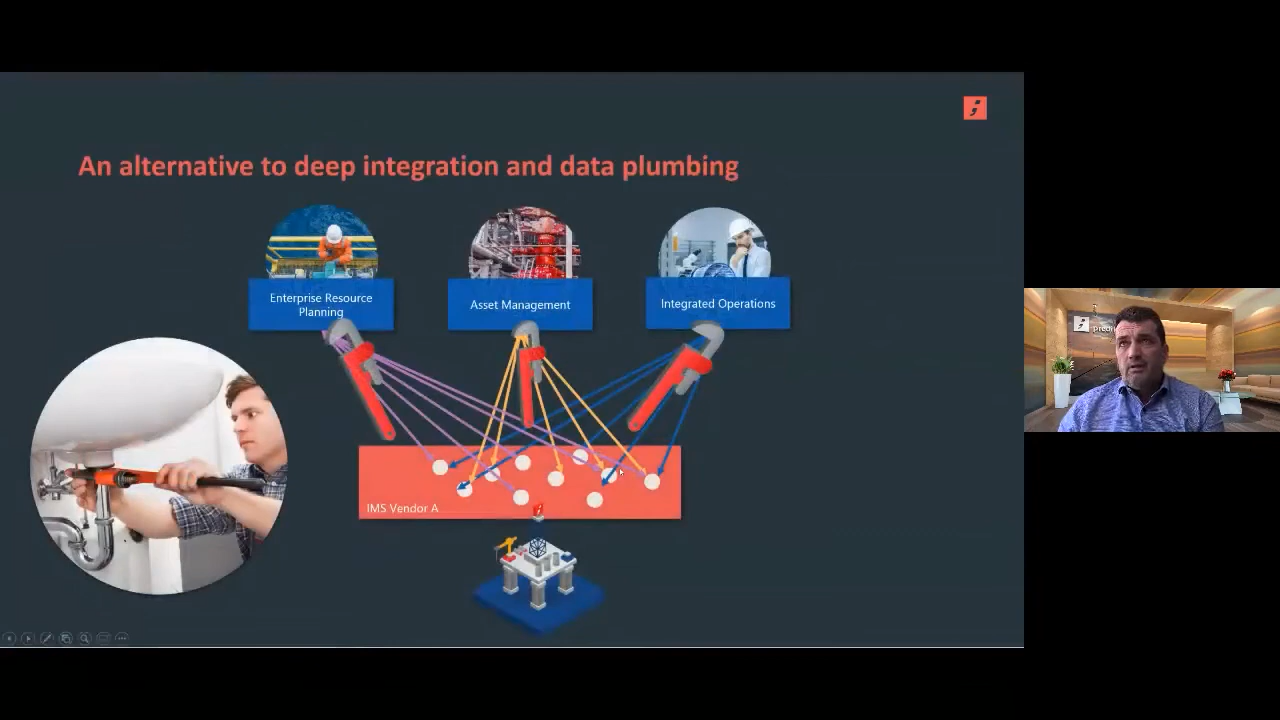 An alternative to deep integration and data plumbing
Enterprise Resource
Planning
Asset Management
Integrated Operations
IMS Vendor A